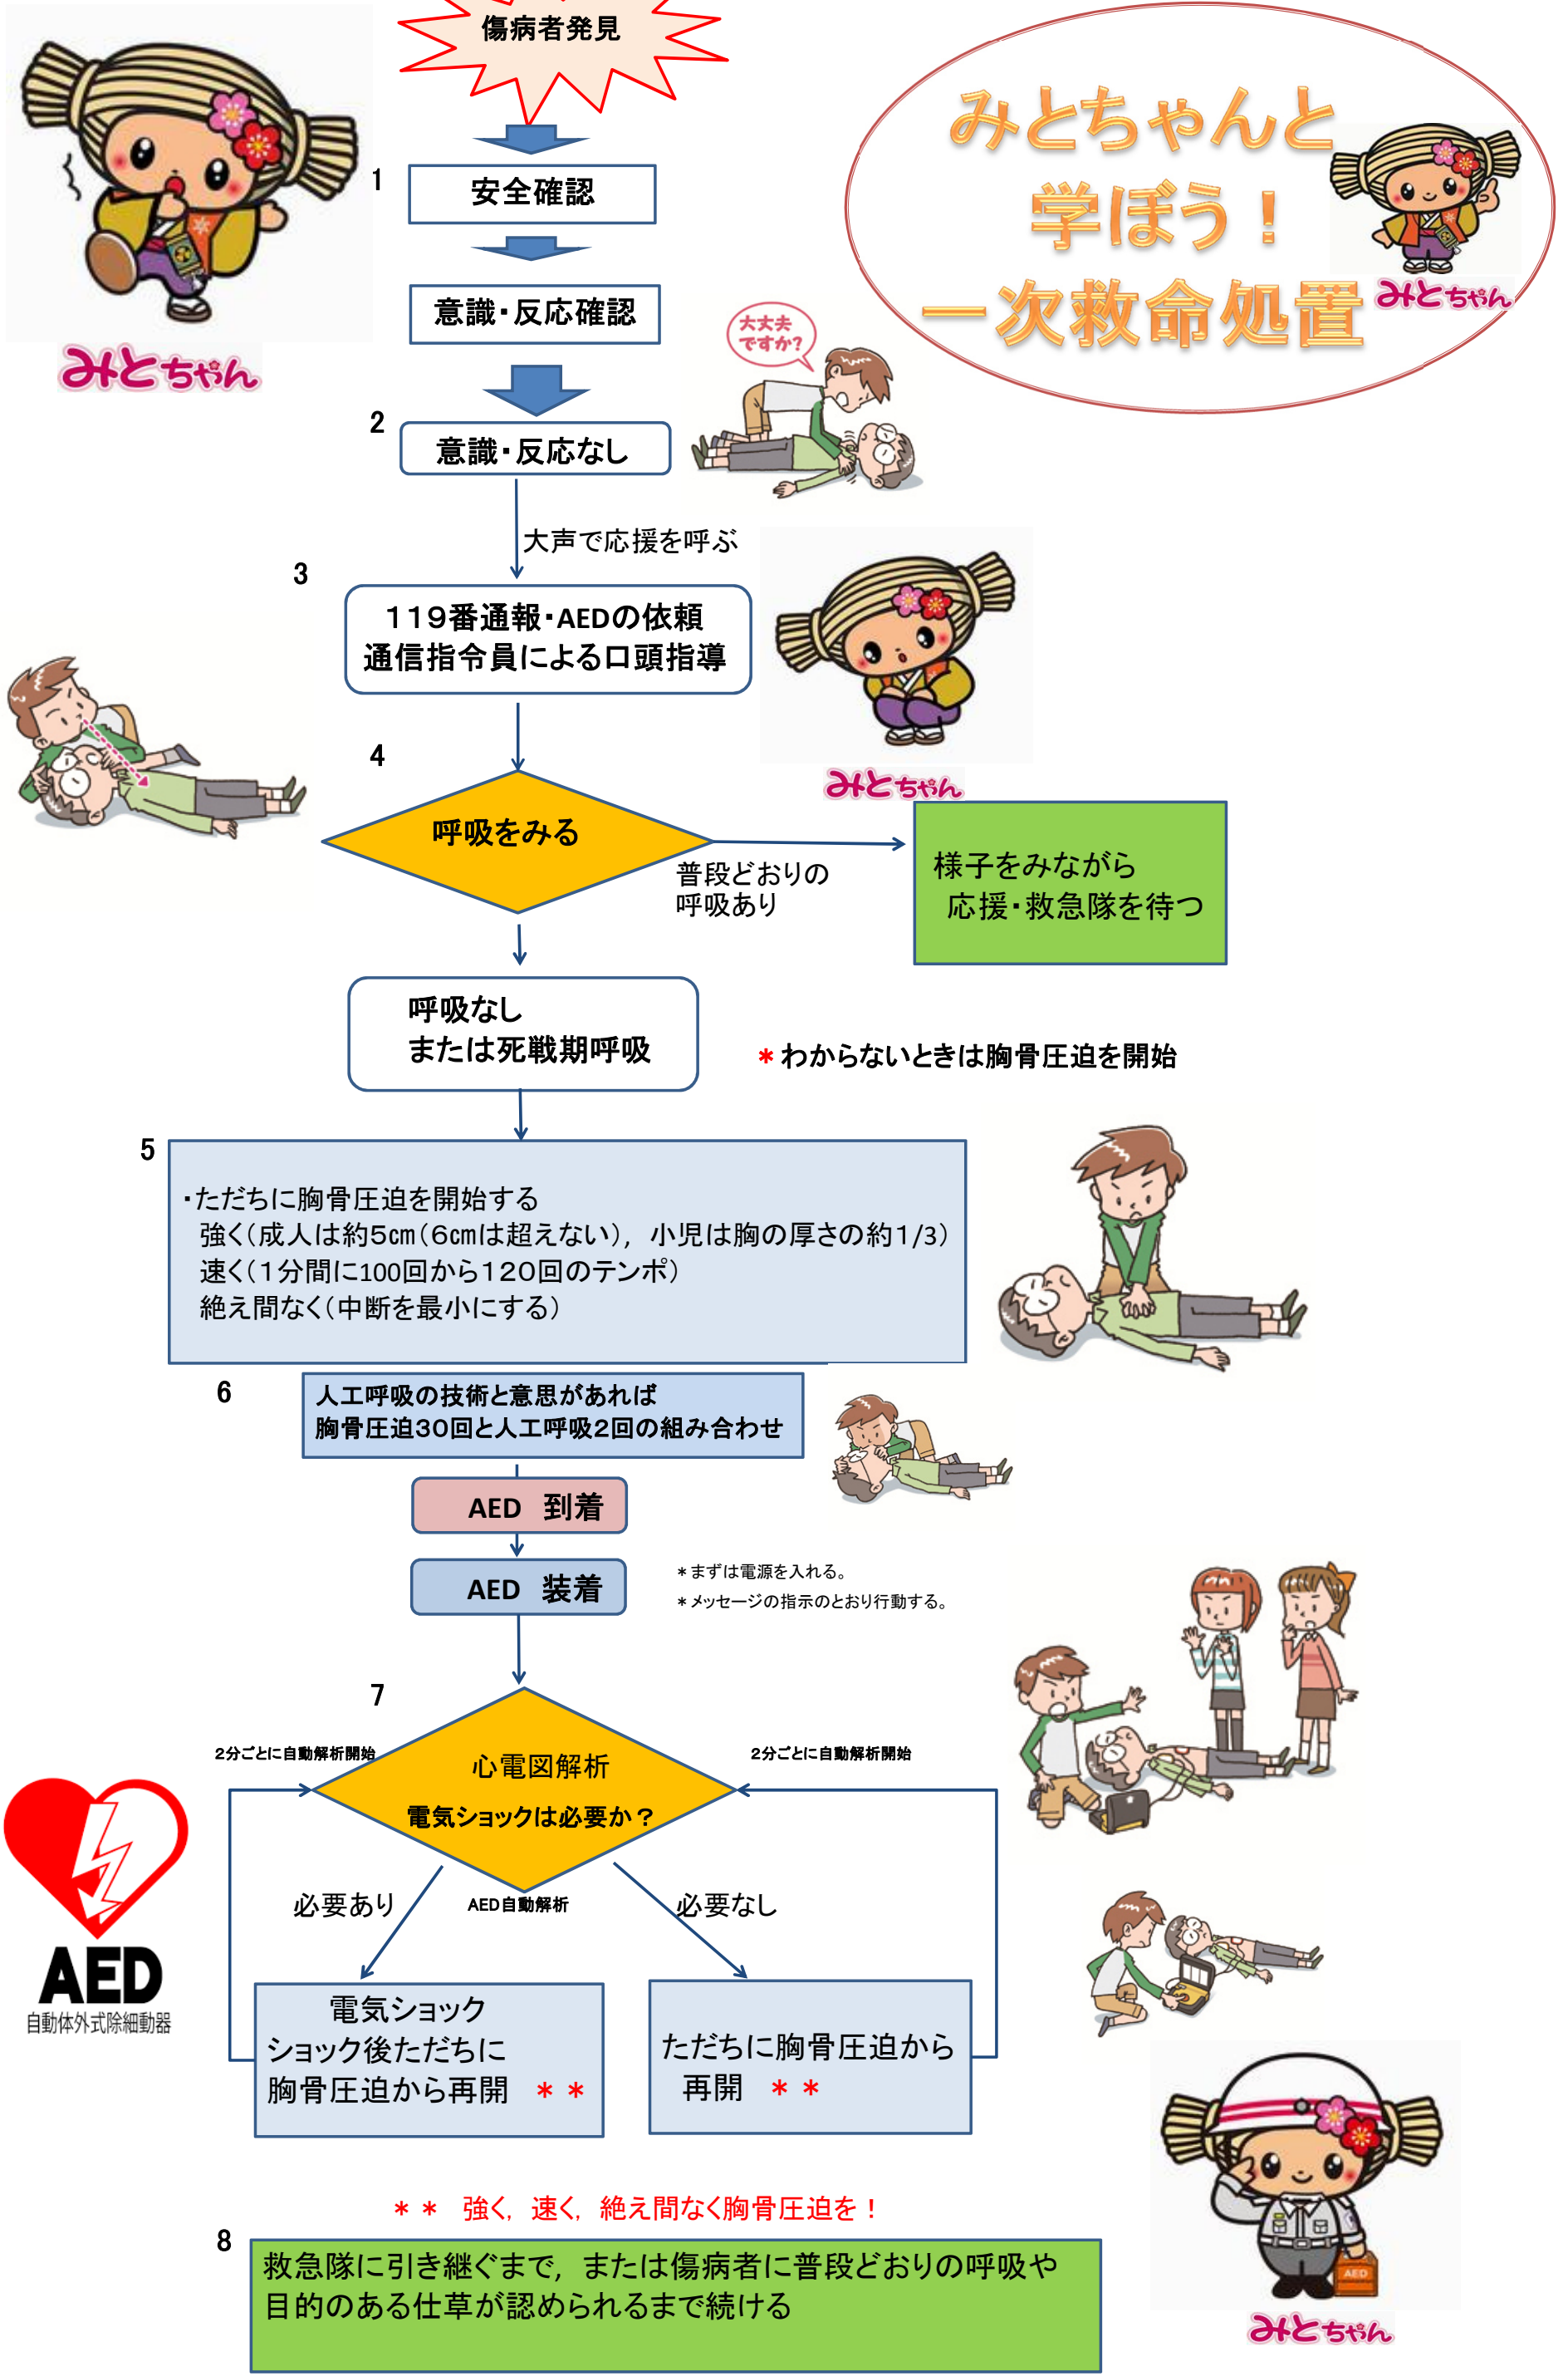 傷病者発見
みとちゃんと
学ぼう！
一次救命処置
みとちゃん
みとちゃん
1
安全確認
意識・反応確認
大丈夫
ですか？
2
意識・反応なし
大声で応援を呼ぶ
3
１１９番通報・AEDの依頼
通信指令員による口頭指導
みとちゃん
4
呼吸をみる
普段どおりの
呼吸あり
様子をみながら
応援・救急隊を待つ
呼吸なし
または死戦期呼吸
＊わからないときは胸骨圧迫を開始
5
・ただちに胸骨圧迫を開始する
強く（成人は約５㎝（６㎝は超えない），小児は胸の厚さの約１/３）
速く（１分間に100回から１２０回のテンポ）
絶え間なく（中断を最小にする）
6
人工呼吸の技術と意思があれば
胸骨圧迫３０回と人工呼吸２回の組み合わせ
AED　到着
AED　装着
＊まずは電源を入れる。
＊メッセージの指示のとおり行動する。
7
２分ごとに自動解析開始
２分ごとに自動解析開始
心電図解析
電気ショックは必要か？
必要あり
AED自動解析
必要なし
AED
自動体外式除細動器
電気ショック
ショック後ただちに
胸骨圧迫から再開　＊＊
ただちに胸骨圧迫から
再開　＊＊
＊＊　強く，速く，絶え間なく胸骨圧迫を！
8
救急隊に引き継ぐまで，または傷病者に普段どおりの呼吸や
目的のある仕草が認められるまで続ける
AED
みとちゃん